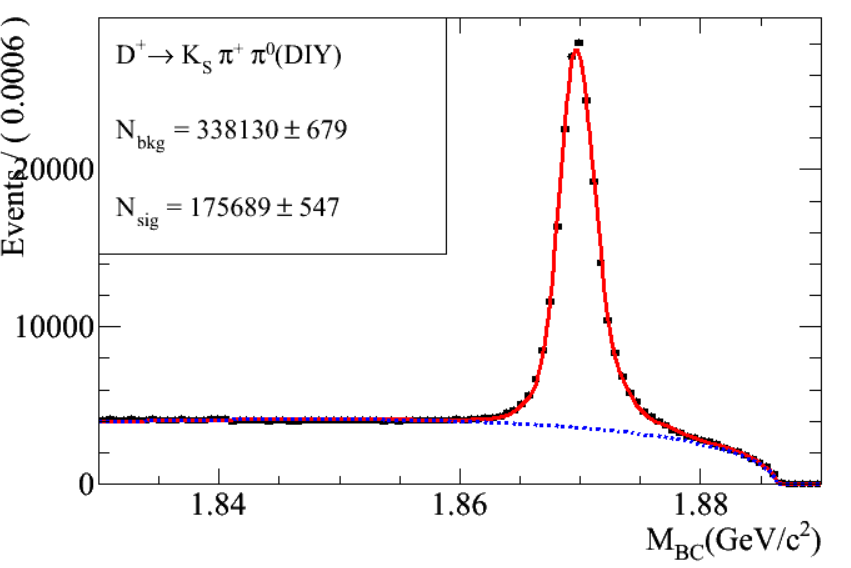 D⁺→ K_S π⁺ π⁰(DIY)
N_bkg = 338130 ± 679
N_sig = 175689 ± 547
Events / ( 0.0006 )
20000
10000
0
1.84 1.86 1.88
M_BC(GeV/c²)